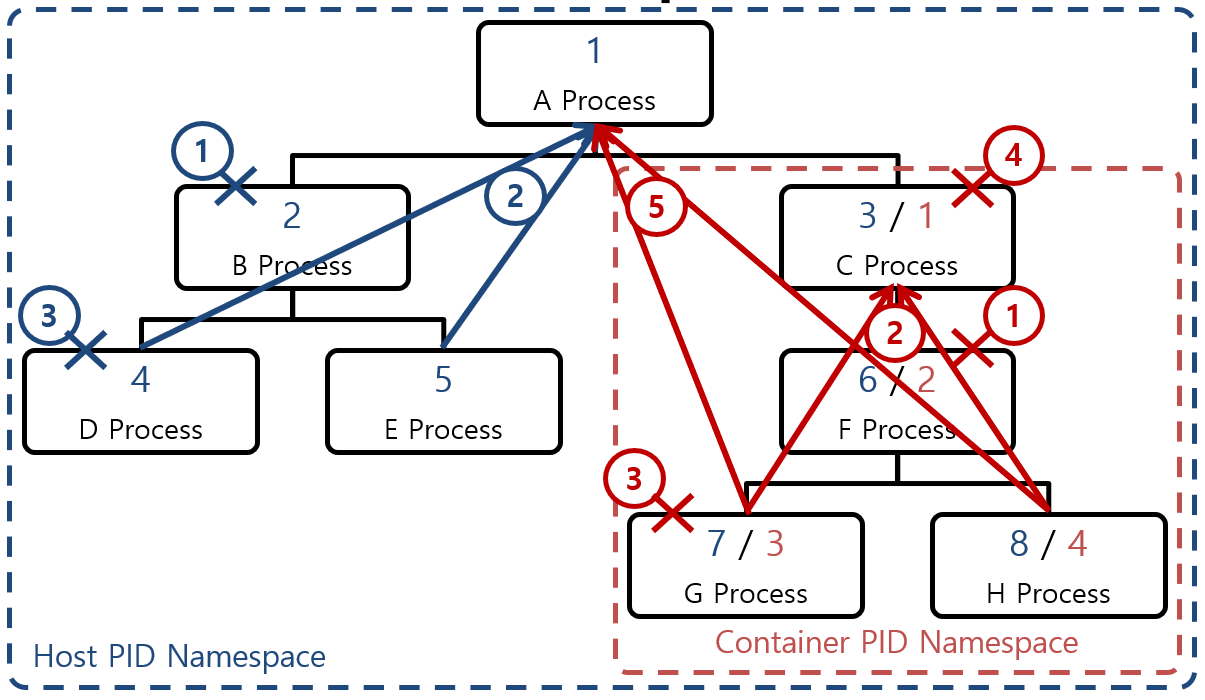 1
A Process
1
4
2
5
2
B Process
3 / 1
C Process
3
1
2
4
D Process
5
E Process
6 / 2
F Process
3
7 / 3
G Process
8 / 4
H Process
Container PID Namespace
Host PID Namespace